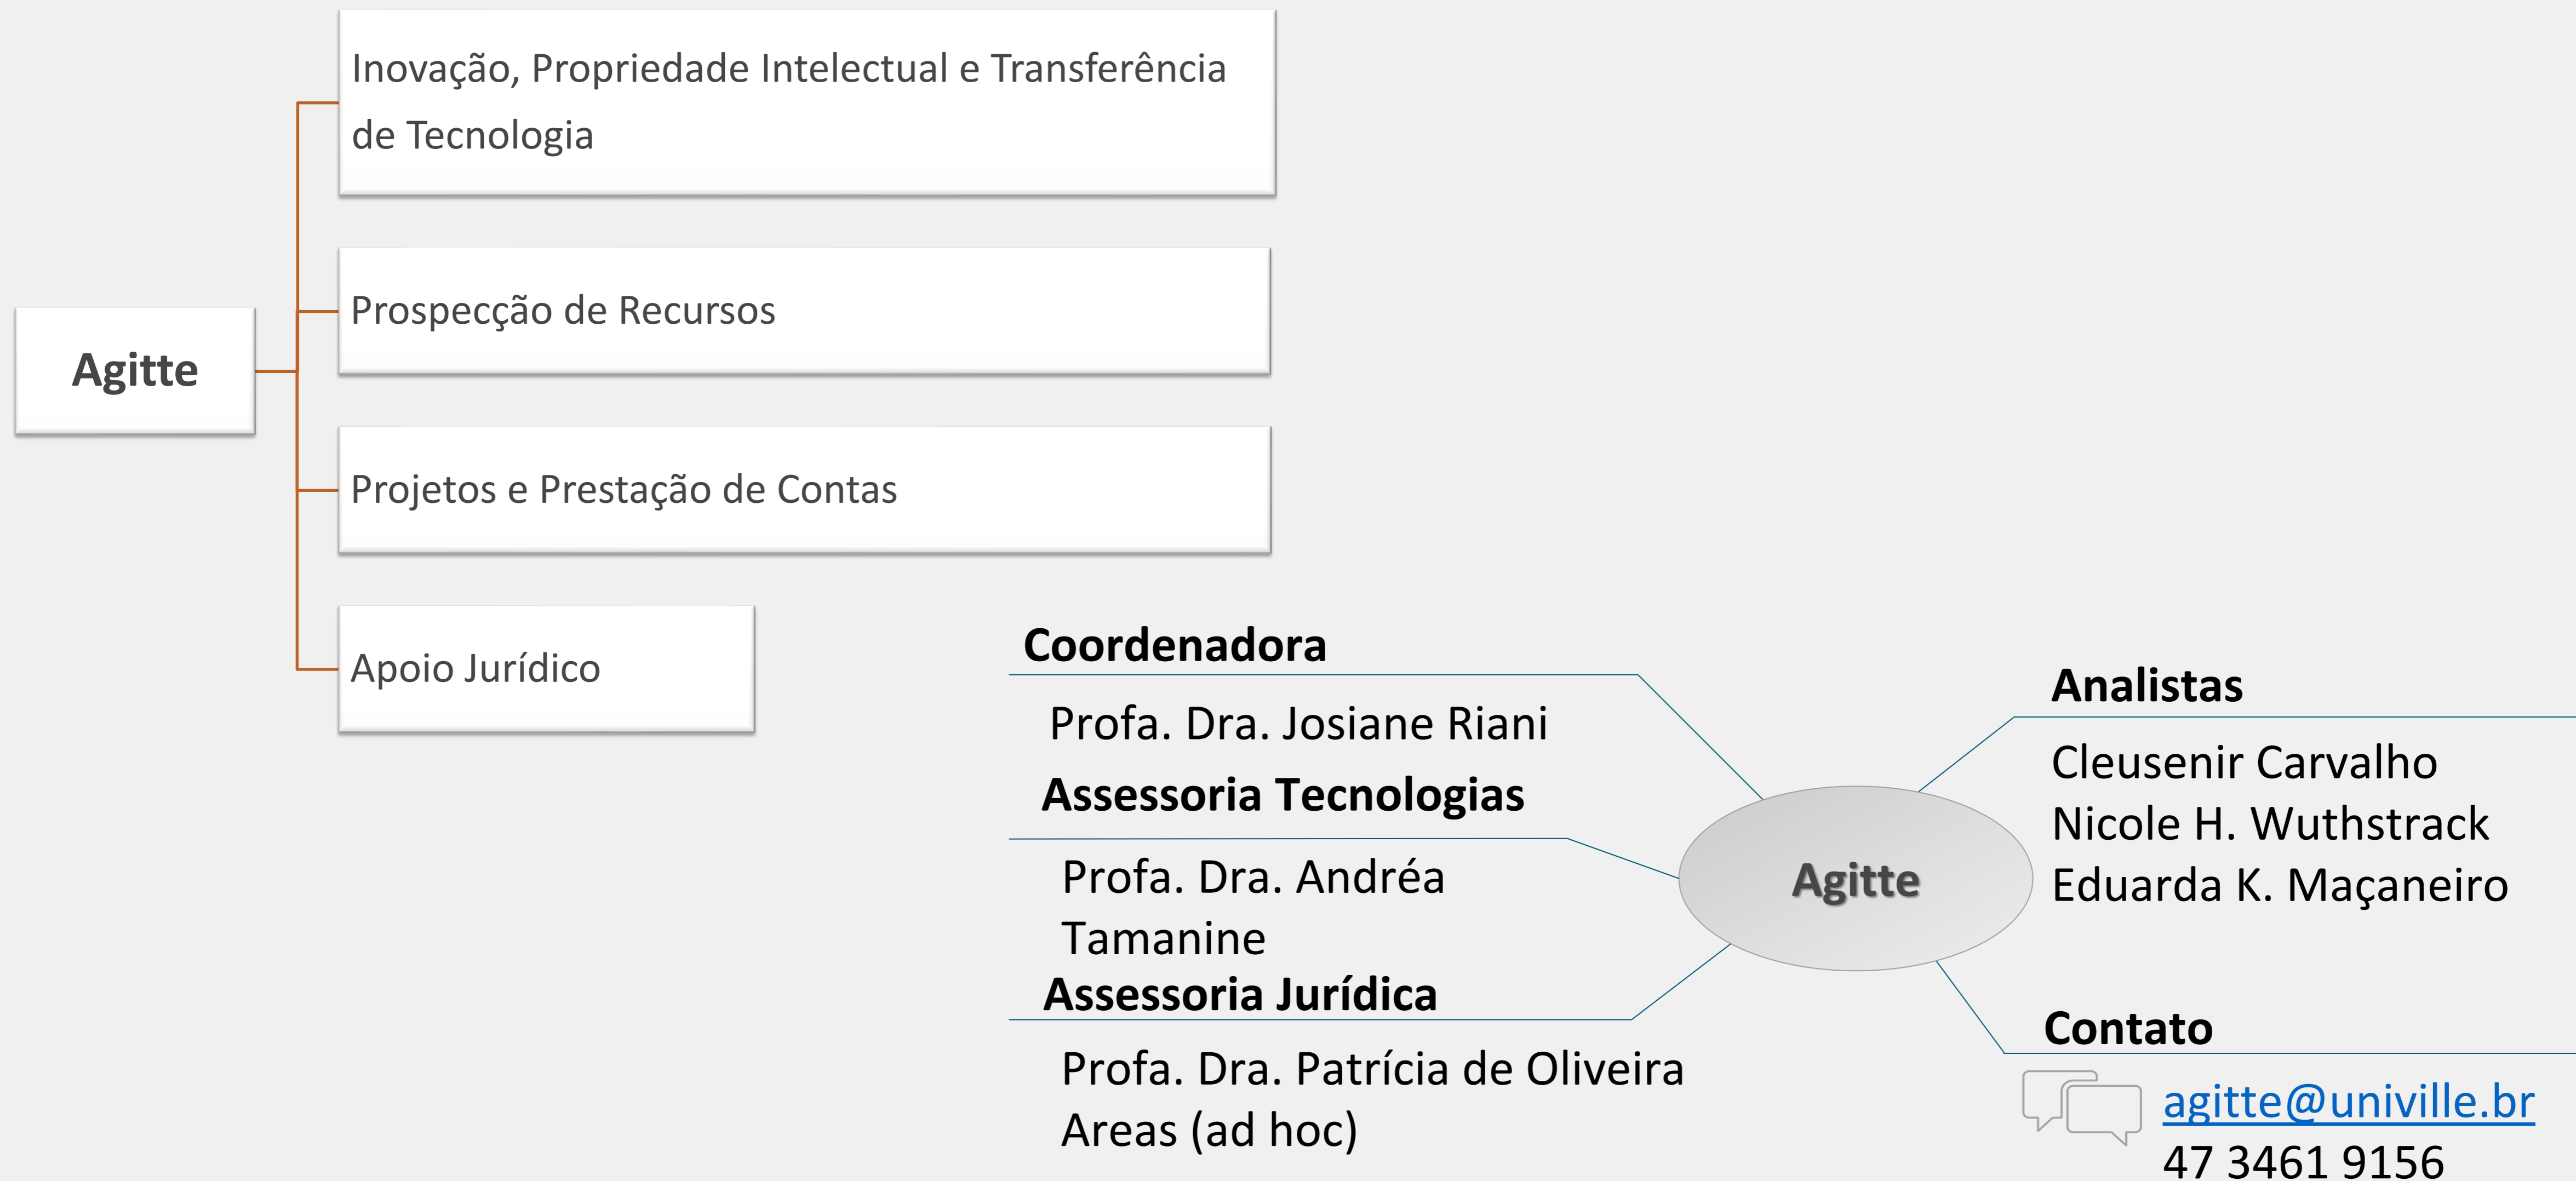 Inovação, Propriedade Intelectual e Transferência
de Tecnologia
Prospecção de Recursos
Agitte
Projetos e Prestação de Contas
Apoio Jurídico
Coordenadora
Profa. Dra. Josiane Riani
Assessoria Tecnologias
Profa. Dra. Andréa
Tamanine
Assessoria Jurídica
Profa. Dra. Patrícia de Oliveira
Areas (ad hoc)
Agitte
Analistas
Cleusenir Carvalho
Nicole H. Wuthstrack
Eduarda K. Maçaneiro
Contato
agitte@univille.br
47 3461 9156